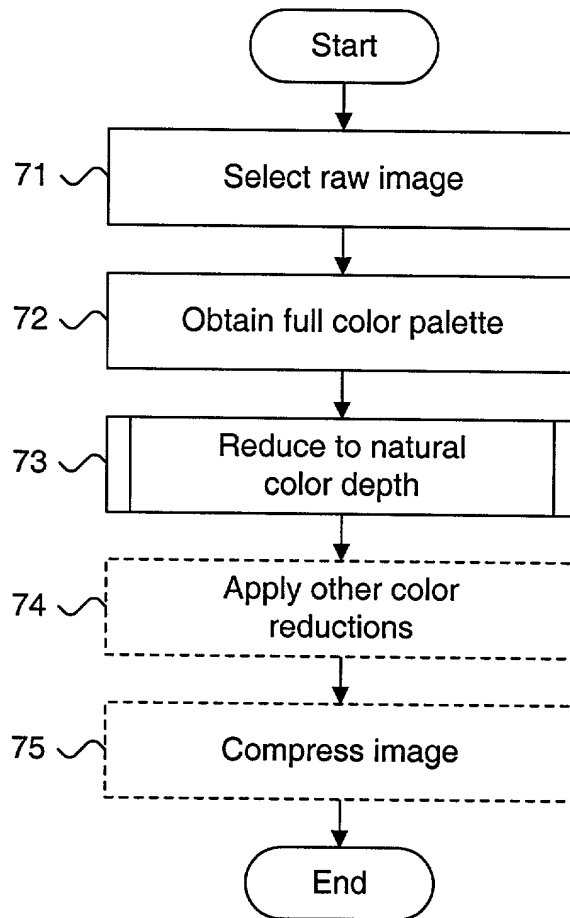 Start
71
Select raw image
72
Obtain full color palette
73
Reduce to natural
color depth
74
Apply other color
reductions
75
Compress image
End